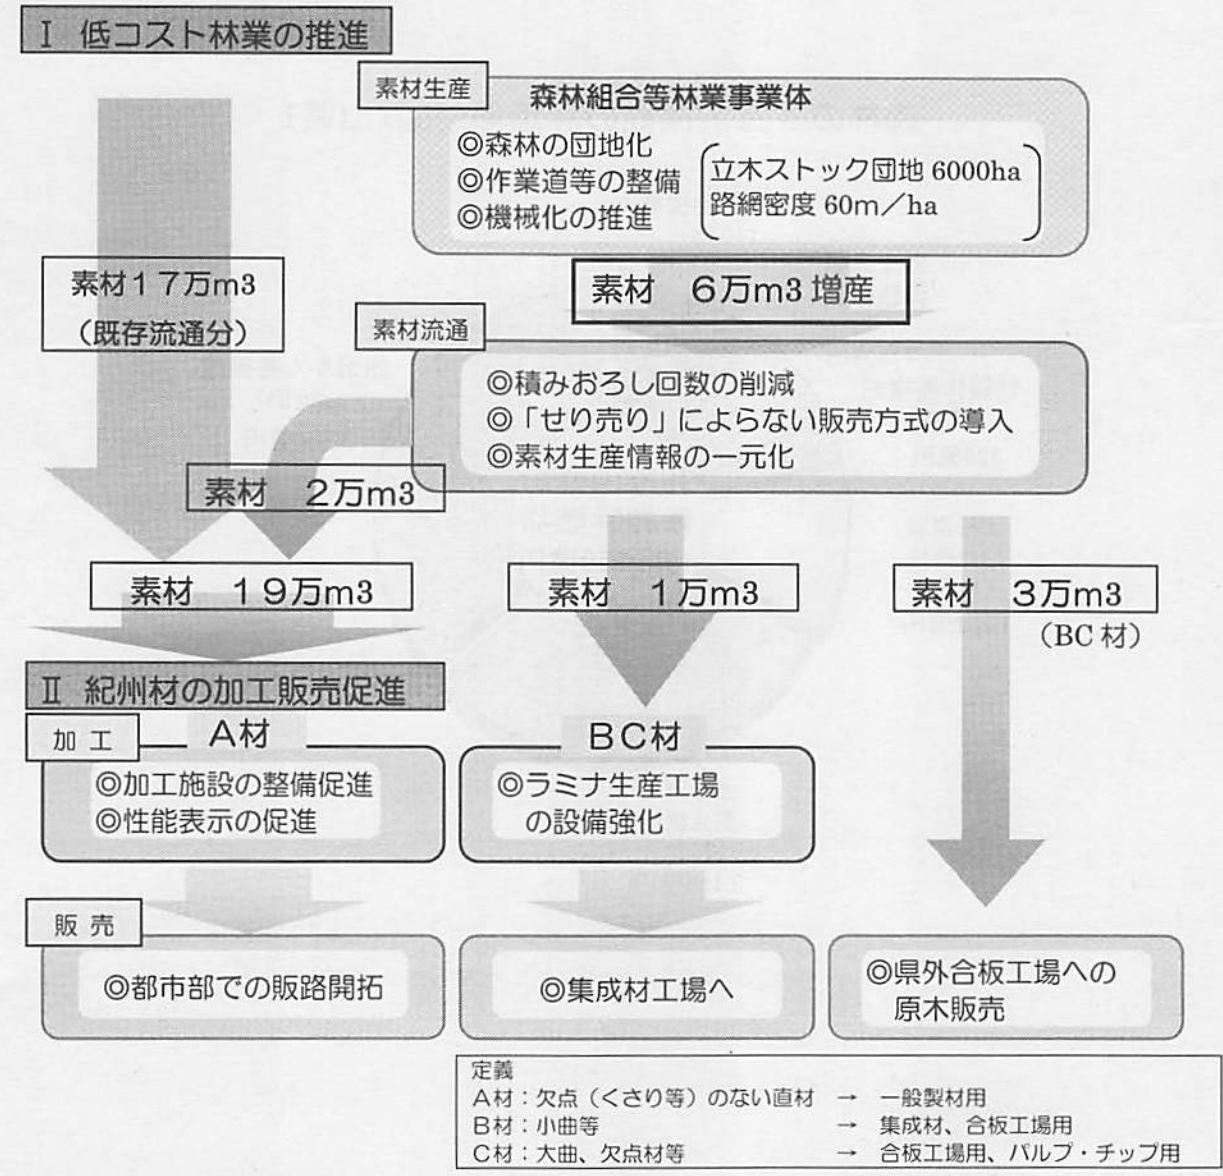 Ⅰ 低コスト林業の推進
素材生産
森林組合等林業事業体
◎森林の団地化
◎作業道等の整備
◎機械化の推進
立木ストック団地 6000ha
路網密度 60m／ha
素材１７万m3
（既存流通分）
素材　６万m3 増産
素材流通
◎積みおろし回数の削減
◎「せり売り」によらない販売方式の導入
◎素材生産情報の一元化
素材　２万m3
素材　１９万m3
素材　１万m3
素材　３万m3
（BC 材）
Ⅱ 紀州材の加工販売促進
加 工
A材
◎加工施設の整備促進
◎性能表示の促進
BC材
◎ラミナ生産工場
の設備強化
販 売
◎都市部での販路開拓
◎集成材工場へ
◎県外合板工場への
原木販売
定義
A材：欠点（くさり等）のない直材　→　一般製材用
B材：小曲等　→　集成材、合板工場用
C材：大曲、欠点材等　→　合板工場用、パルプ・チップ用